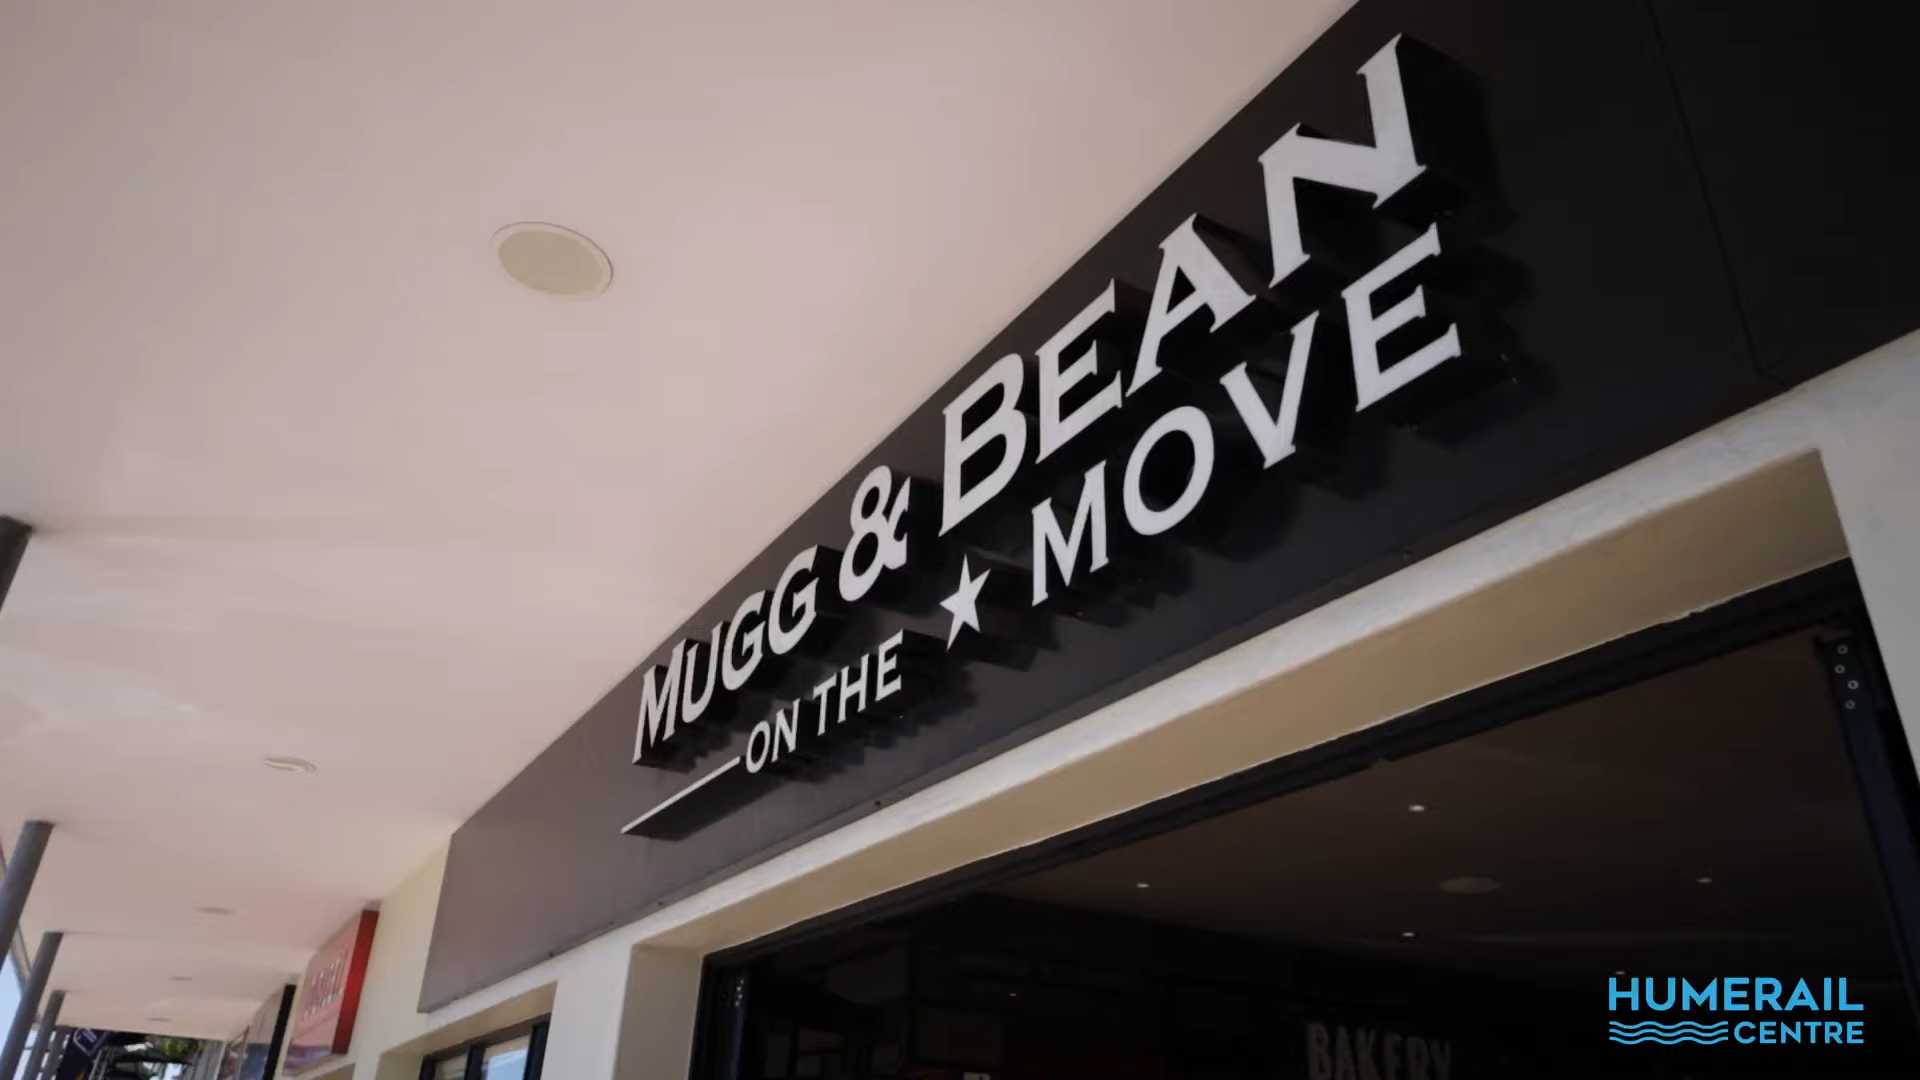 MUGG & BEAN
ON THE ★ MOVE
BAKERY
HUMERAIL
CENTRE